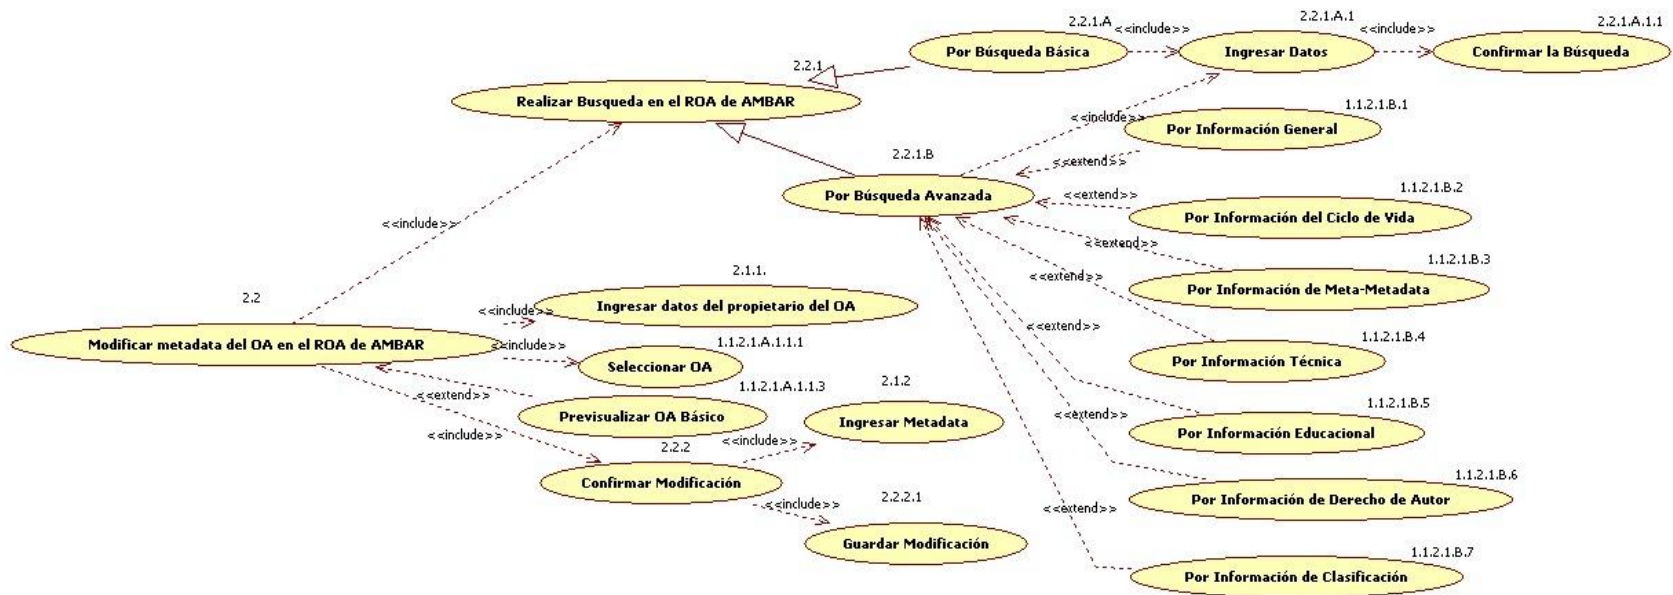 2.2.1.A
<<include>>
2.2.1.A.1
<<include>>
2.2.1.A.1.1
Por Búsqueda Básica
Ingresar Datos
Confirmar la Búsqueda
2.2.1
Realizar Busqueda en el ROA de AMBAR
<<include>>
1.1.2.1.B.1
Por Información General
2.2.1.B
<<extend>>
Por Búsqueda Avanzada
<<extend>>
1.1.2.1.B.2
Por Información del Ciclo de Vida
<<include>>
<<extend>>
1.1.2.1.B.3
<<extend>>
Por Información de Meta-Metadata
2.2
2.1.1.
Ingresar datos del propietario del OA
<<include>>
<<extend>>
1.1.2.1.B.4
Modificar metadata del OA en el ROA de AMBAR
<<include>>
1.1.2.1.A.1.1.1
Por Información Técnica
Seleccionar OA
<<extend>>
1.1.2.1.A.1.1.3
2.1.2
1.1.2.1.B.5
Previsualizar OA Básico
<<extend>>
Ingresar Metadata
<<include>>
<<include>>
Por Información Educacional
2.2.2
Confirmar Modificación
1.1.2.1.B.6
<<include>>
2.2.2.1
Por Información de Derecho de Autor
<<extend>>
Guardar Modificación
1.1.2.1.B.7
Por Información de Clasificación